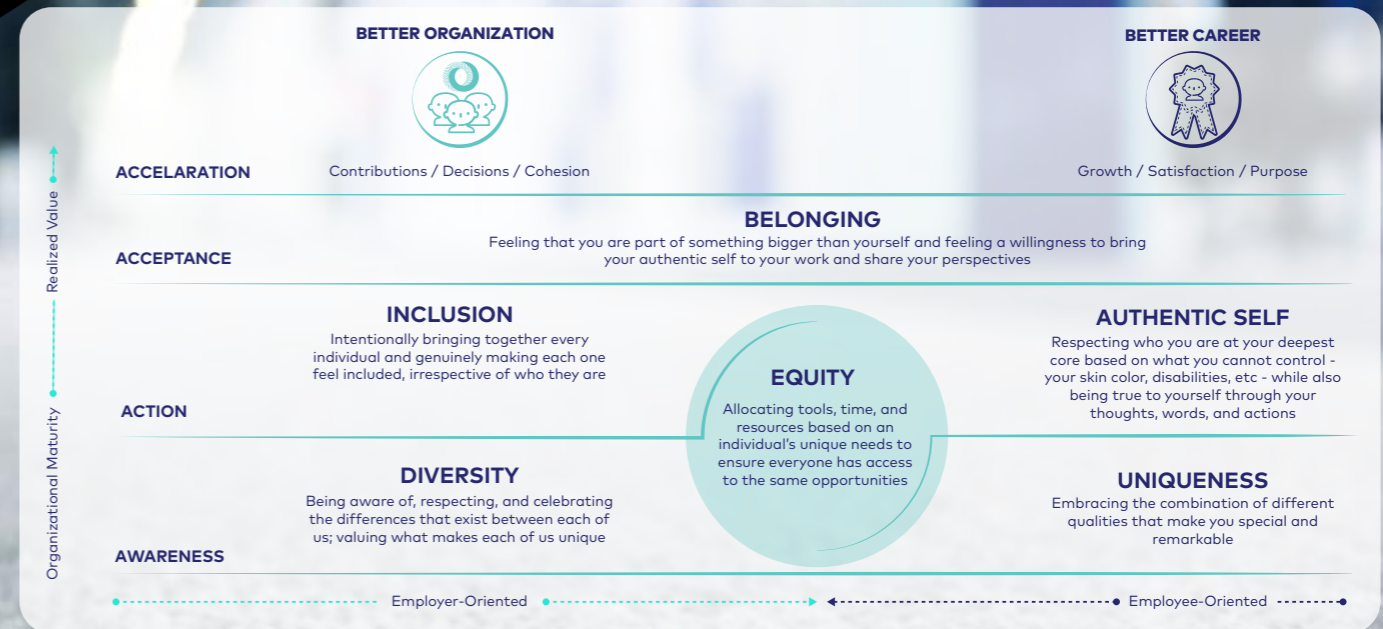 BETTER ORGANIZATION
BETTER CAREER
ACCELARATION
Contributions / Decisions / Cohesion
Growth / Satisfaction / Purpose
BELONGING
Feeling that you are part of something bigger than yourself and feeling a willingness to bring
your authentic self to your work and share your perspectives
ACCEPTANCE
INCLUSION
Intentionally bringing together every
individual and genuinely making each one
feel included, irrespective of who they are
AUTHENTIC SELF
Respecting who you are at your deepest
core based on what you cannot control -
your skin color, disabilities, etc - while also
being true to yourself through your
thoughts, words, and actions
EQUITY
Allocating tools, time, and
resources based on an
individual's unique needs to
ensure everyone has access
to the same opportunities
ACTION
DIVERSITY
Being aware of, respecting, and celebrating
the differences that exist between each of
us; valuing what makes each of us unique
UNIQUENESS
Embracing the combination of different
qualities that make you special and
remarkable
AWARENESS
Realized Value
Organizational Maturity
Employer-Oriented
Employee-Oriented